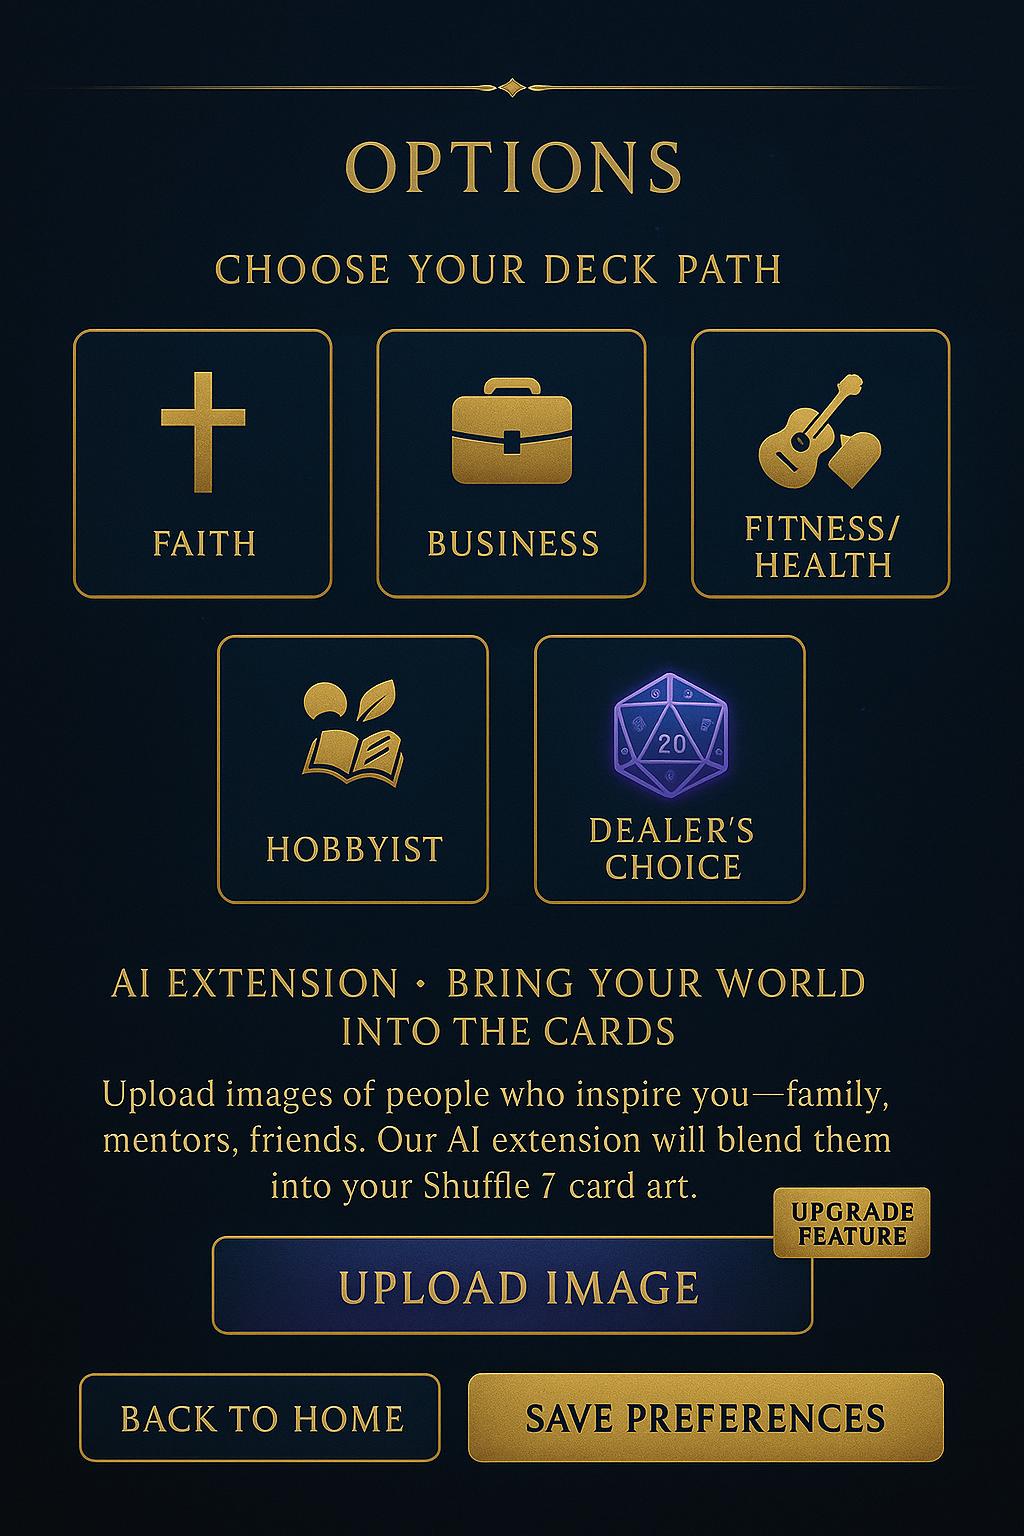 OPTIONS
CHOOSE YOUR DECK PATH
FAITH
BUSINESS
FITNESS/
HEALTH
HOBBYIST
20
DEALER'S
CHOICE
AI EXTENSION • BRING YOUR WORLD
INTO THE CARDS
Upload images of people who inspire you—family,
mentors, friends. Our AI extension will blend them
into your Shuffle 7 card art.
UPGRADE
FEATURE
UPLOAD IMAGE
BACK TO HOME
SAVE PREFERENCES